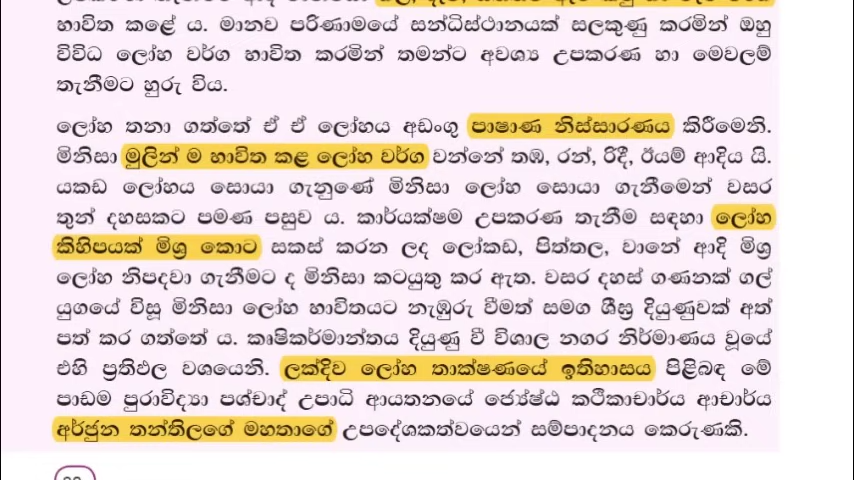 භාවිත කළේ ය. මානව පරිණාමයේ සන්ධිස්ථානයක් සලකුණු කරමින් ඔහු
විවිධ ලෝහ වර්ග භාවිත කරමින් තමන්ට අවශ්‍ය උපකරණ හා මෙවලම්
තැනීමට හුරු විය.
ලෝහ තනා ගත්තේ ඒ ඒ ලෝහය අඩංගු පාෂාණ නිස්සාරණය කිරීමෙනි.
මිනිසා මුලින් ම භාවිත කළ ලෝහ වර්ග වන්නේ තඹ, රන්, රිදී, ඊයම් ආදිය යි.
යකඩ ලෝහය සොයා ගැනුණේ මිනිසා ලෝහ සොයා ගැනීමෙන් වසර
තුන් දහසකට පමණ පසුව ය. කාර්යක්ෂම උපකරණ තැනීම සඳහා ලෝහ
කිහිපයක් මිශ්‍ර කොට සකස් කරන ලද ලෝකඩ, පිත්තල, වානේ ආදි මිශ්‍ර
ලෝහ නිපදවා ගැනීමට ද මිනිසා කටයුතු කර ඇත. වසර දහස් ගණනක් ගල්
යුගයේ විසූ මිනිසා ලෝහ භාවිතයට නැඹුරු වීමත් සමග ශීඝ්‍ර දියුණුවක් අත්
පත් කර ගත්තේ ය. කෘෂිකර්මාන්තය දියුණු වී විශාල නගර නිර්මාණය වූයේ
එහි ප්‍රතිඵල වශයෙනි. ලක්දිව ලෝහ තාක්ෂණයේ ඉතිහාසය පිළිබඳ මේ
පාඩම පුරාවිද්‍යා පශ්චාද් උපාධි ආයතනයේ ජ්‍යේෂ්ඨ කථිකාචාර්ය ආචාර්ය
අර්ජුන තන්තිලගේ මහතාගේ උපදේශකත්වයෙන් සම්පාදනය කෙරුණකි.